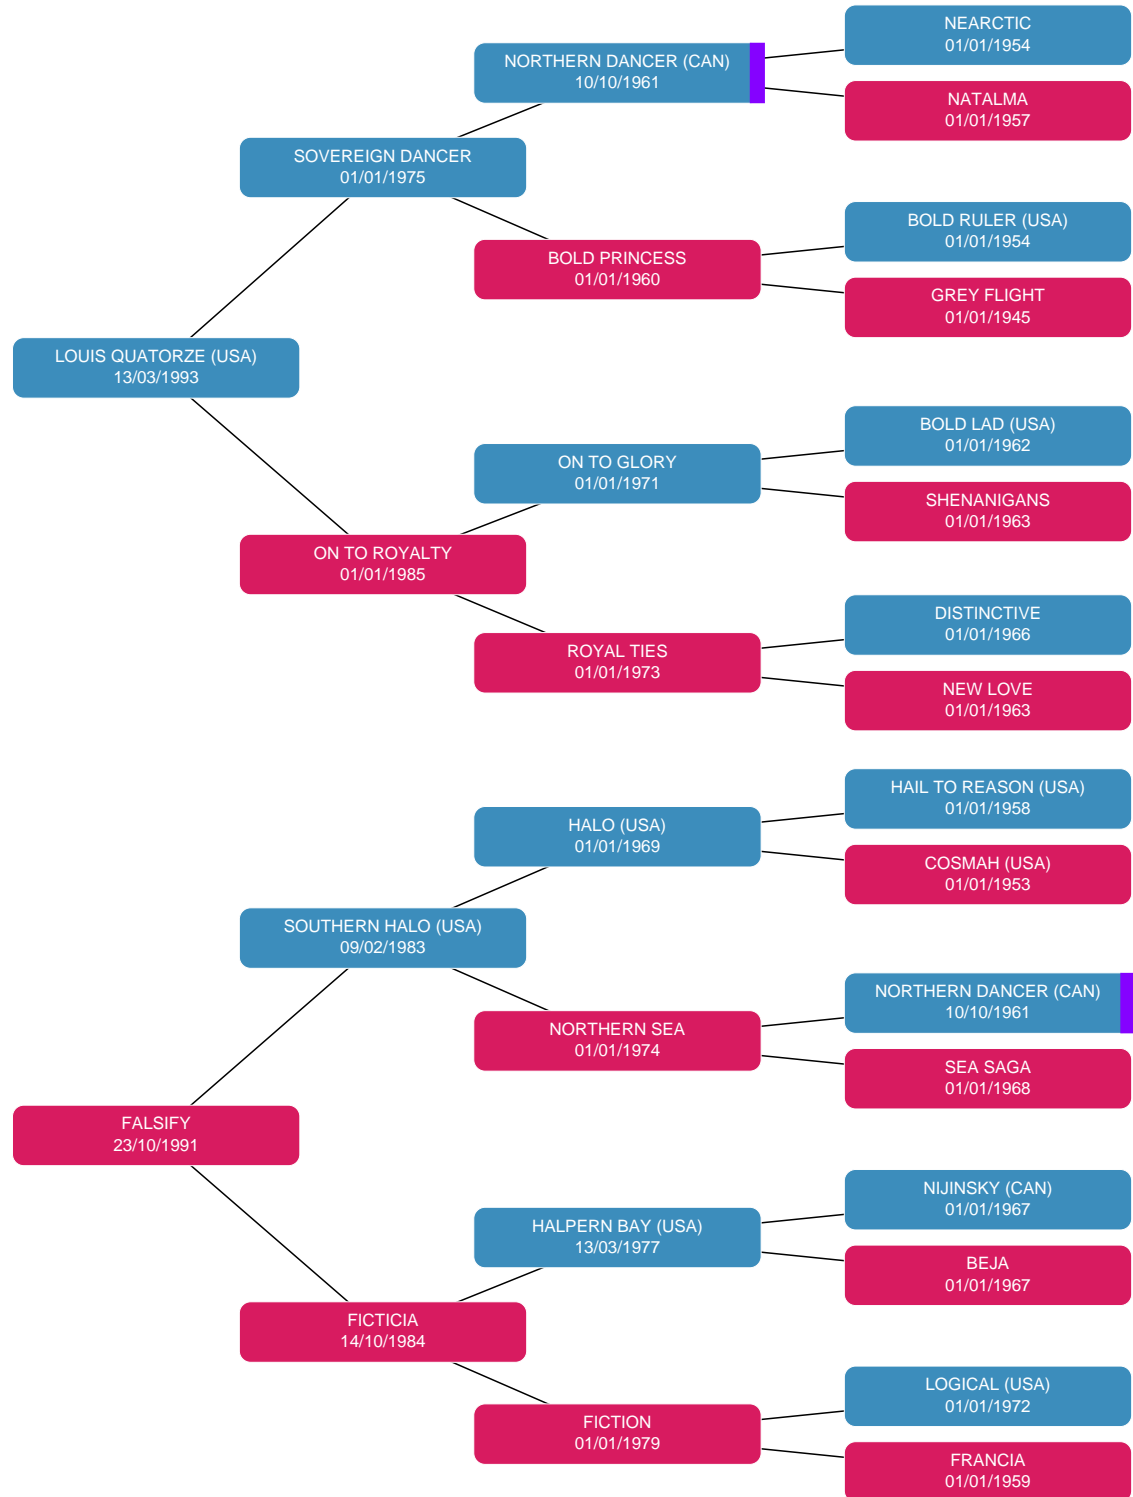 NEARCTIC
01/01/1954
NORTHERN DANCER (CAN)
10/10/1961
NATALMA
01/01/1957
SOVEREIGN DANCER
01/01/1975
BOLD RULER (USA)
01/01/1954
BOLD PRINCESS
01/01/1960
GREY FLIGHT
01/01/1945
LOUIS QUATORZE (USA)
13/03/1993
BOLD LAD (USA)
01/01/1962
ON TO GLORY
01/01/1971
SHENANIGANS
01/01/1963
ON TO ROYALTY
01/01/1985
DISTINCTIVE
01/01/1966
ROYAL TIES
01/01/1973
NEW LOVE
01/01/1963
HAIL TO REASON (USA)
01/01/1958
HALO (USA)
01/01/1969
COSMAH (USA)
01/01/1953
SOUTHERN HALO (USA)
09/02/1983
NORTHERN DANCER (CAN)
10/10/1961
NORTHERN SEA
01/01/1974
SEA SAGA
01/01/1968
FALSIFY
23/10/1991
NIJINSKY (CAN)
01/01/1967
HALPERN BAY (USA)
13/03/1977
BEJA
01/01/1967
FICTICIA
14/10/1984
LOGICAL (USA)
01/01/1972
FICTION
01/01/1979
FRANCIA
01/01/1959